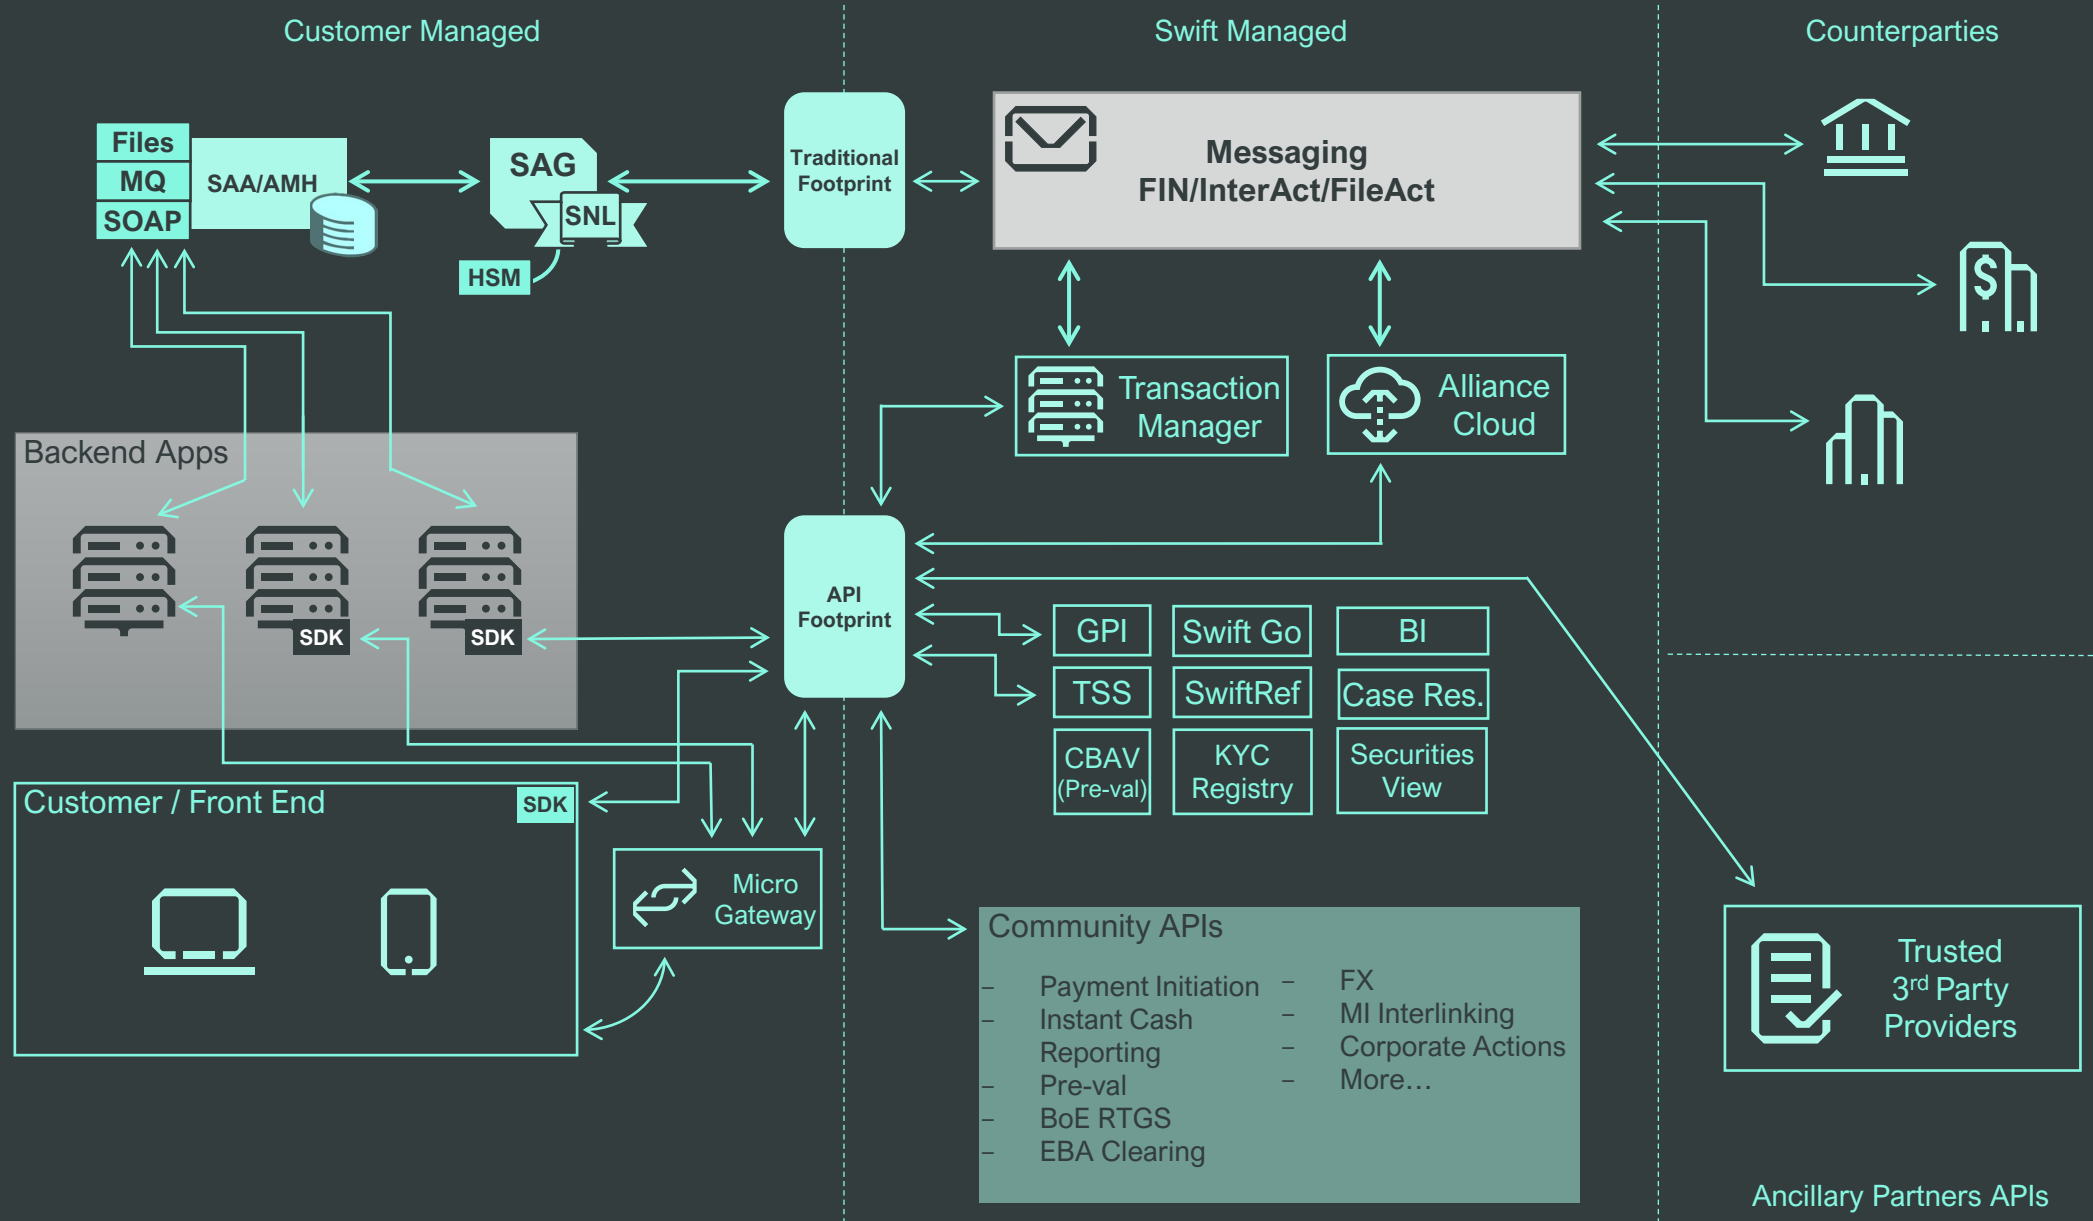 Customer Managed
Swift Managed
Counterparties
Files
MQ
SOAP
SAA/AMH
SAG
SNL
HSM
Traditional
Footprint
Messaging
FIN/InterAct/FileAct
Transaction
Manager
Alliance
Cloud
Backend Apps
SDK
SDK
API
Footprint
GPI
Swift Go
BI
TSS
SwiftRef
Case Res.
CBAV
(Pre-val)
KYC
Registry
Securities
View
Customer / Front End
SDK
Micro
Gateway
Community APIs
– Payment Initiation
– Instant Cash
Reporting
– Pre-val
– BoE RTGS
– EBA Clearing
– FX
– MI Interlinking
– Corporate Actions
– More…
Trusted
3rd Party
Providers
Ancillary Partners APIs